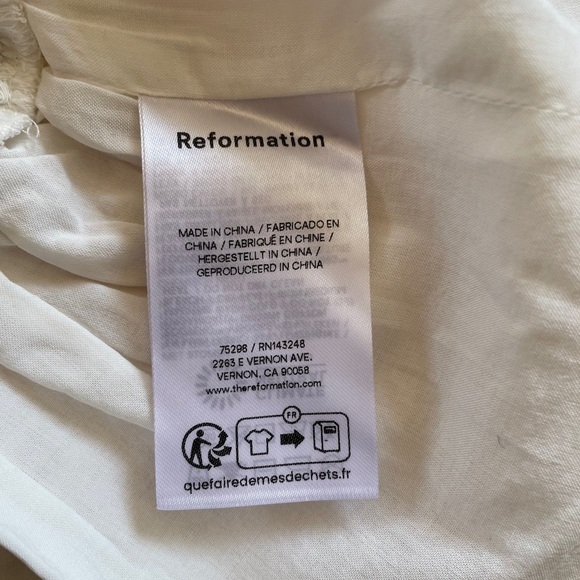 Reformation
MADE IN CHINA / FABRICADO EN
CHINA / FABRIQUÉ EN CHINE /
HERGESTELLT IN CHINA /
GEPRODUCEERD IN CHINA
75296 / RN143248
2263 E VERNON AVE.
VERNON, CA 90058
www.thereformation.com
FR
quefairedemesdechets.fr